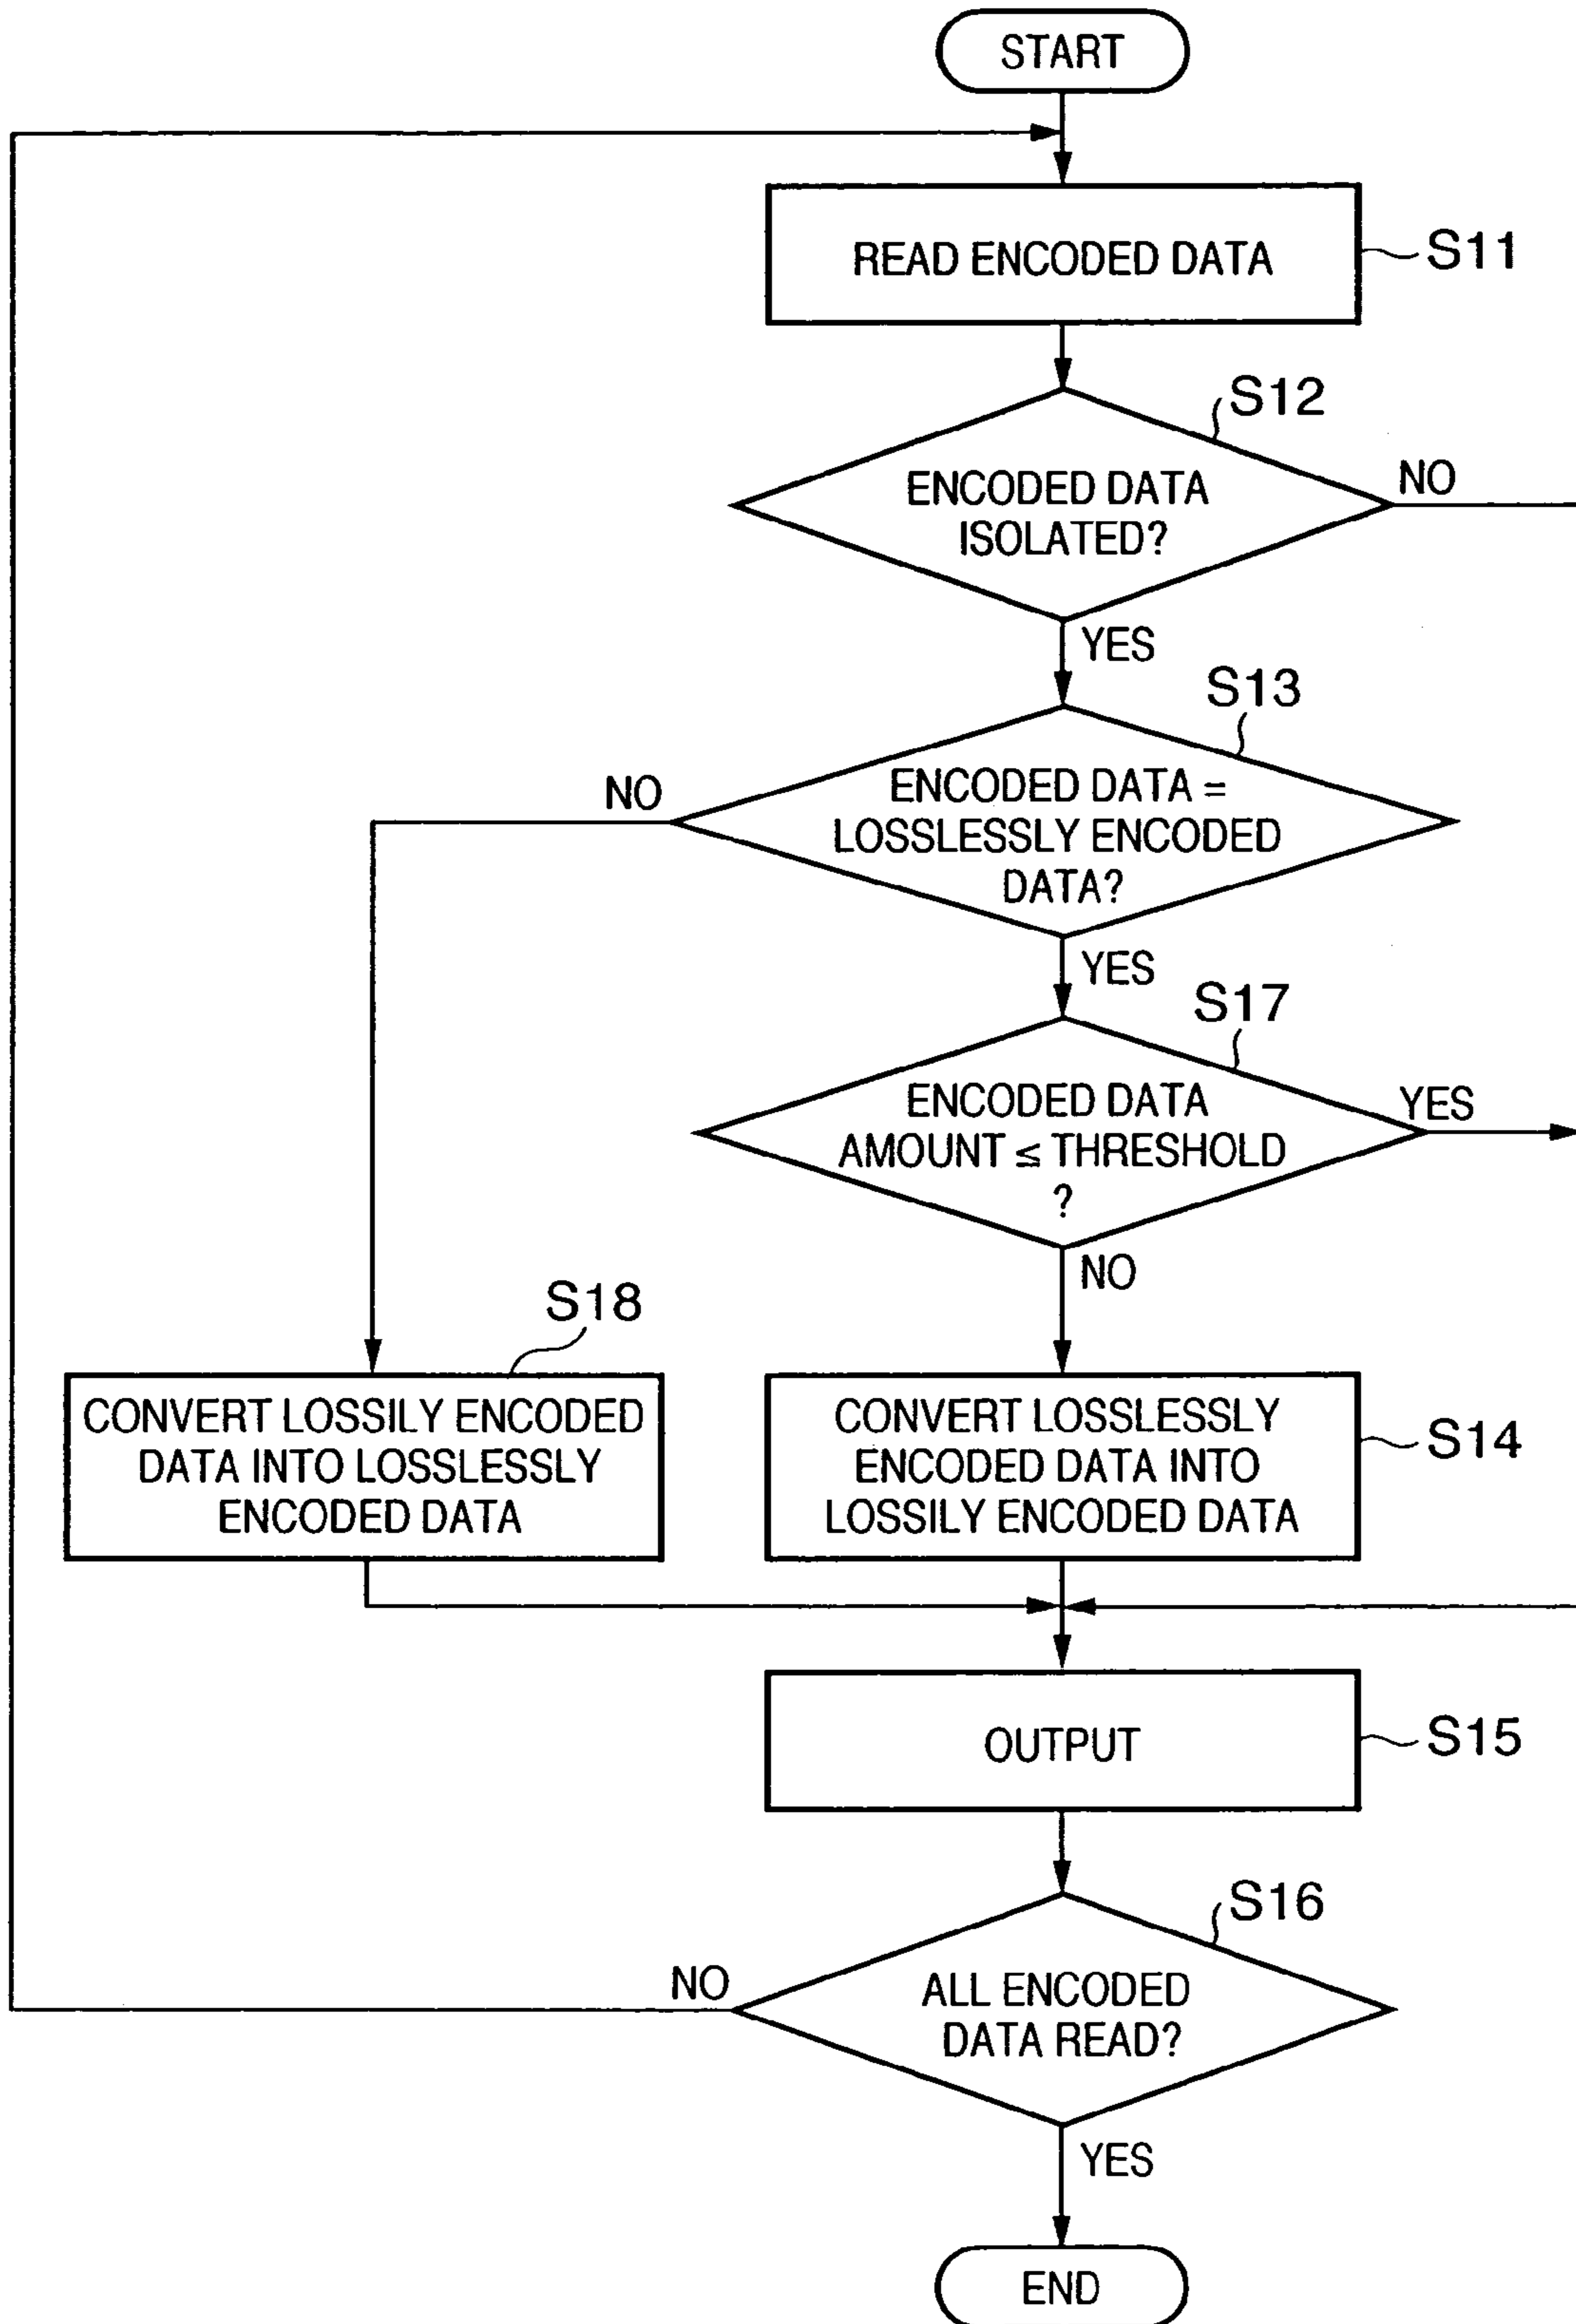 START
READ ENCODED DATA
S11
S12
ENCODED DATA
ISOLATED?
NO
YES
S13
NO
ENCODED DATA =
LOSSLESSLY ENCODED
DATA?
YES
S17
ENCODED DATA
AMOUNT ≤ THRESHOLD
?
YES
NO
S18
CONVERT LOSSILY ENCODED
DATA INTO LOSSLESSLY
ENCODED DATA
CONVERT LOSSLESSLY
ENCODED DATA INTO
LOSSILY ENCODED DATA
S14
OUTPUT
S15
S16
NO
ALL ENCODED
DATA READ?
YES
END